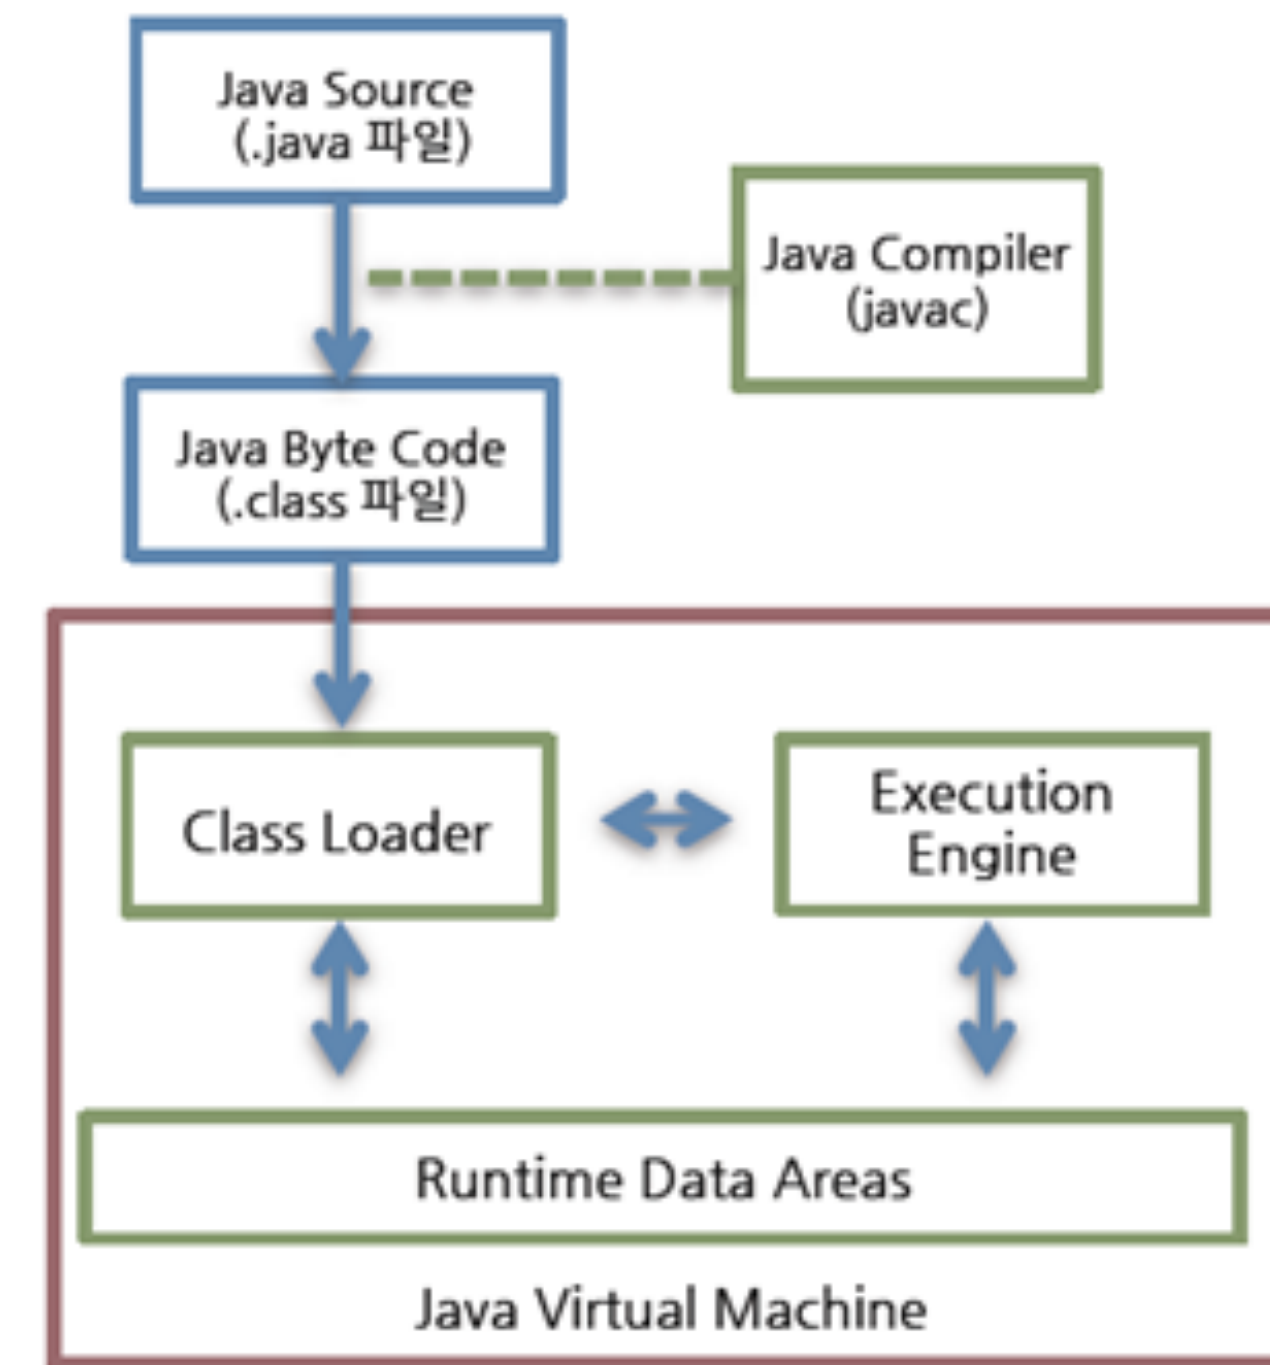 Java Source
(.java 파일)
Java Compiler
(javac)
Java Byte Code
(.class 파일)
Class Loader
Execution
Engine
Runtime Data Areas
Java Virtual Machine